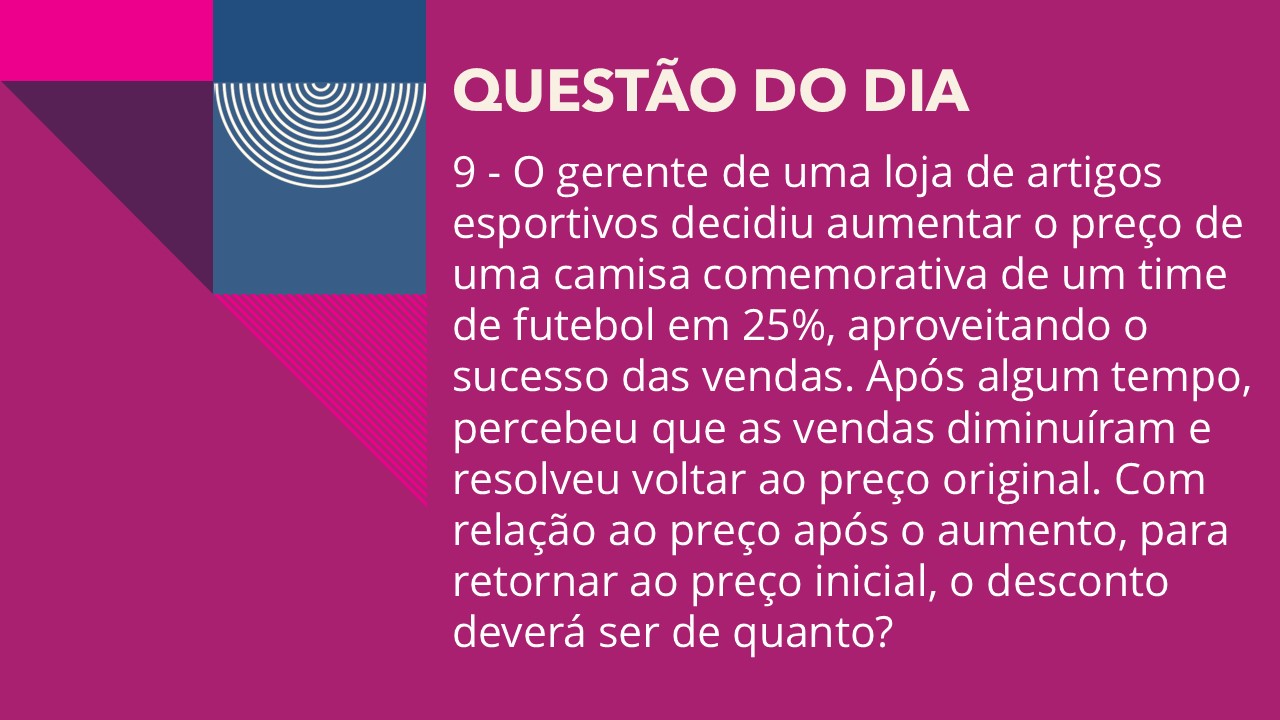 QUESTÃO DO DIA
9 - O gerente de uma loja de artigos
esportivos decidiu aumentar o preço de
uma camisa comemorativa de um time
de futebol em 25%, aproveitando o
sucesso das vendas. Após algum tempo,
percebeu que as vendas diminuíram e
resolveu voltar ao preço original. Com
relação ao preço após o aumento, para
retornar ao preço inicial, o desconto
deverá ser de quanto?